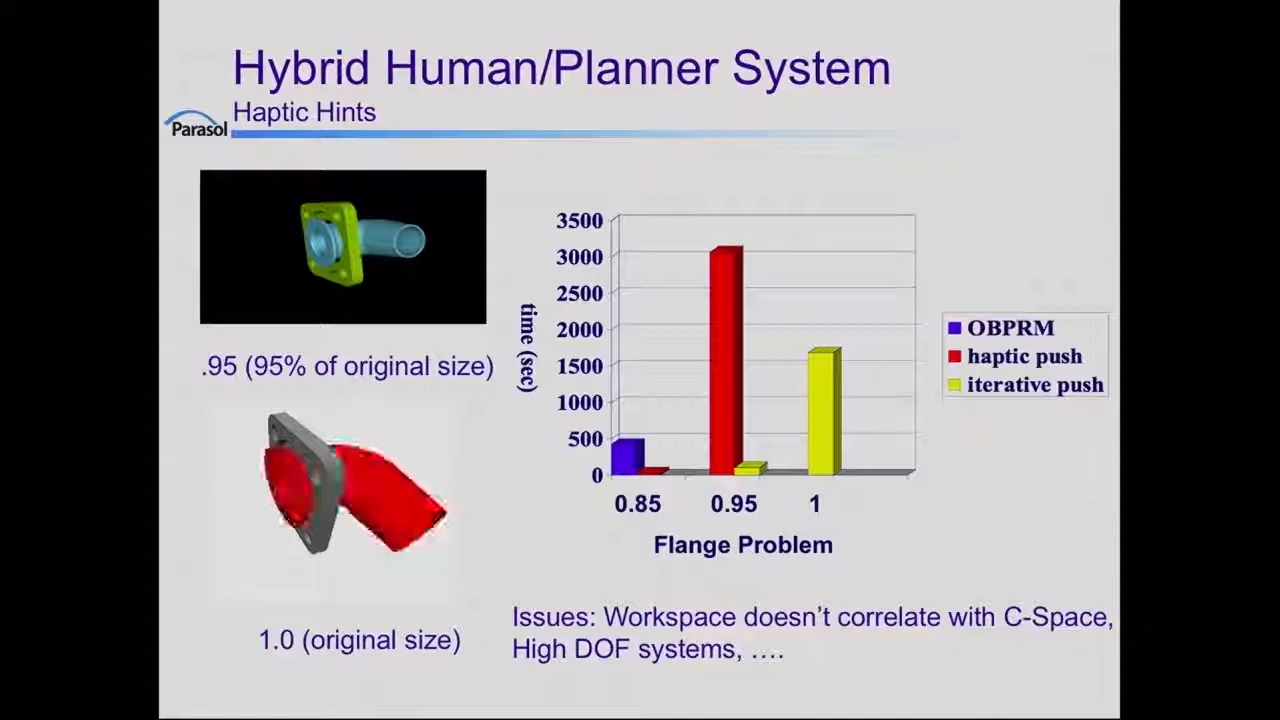 Hybrid Human/Planner System
Haptic Hints
Parasol
.95 (95% of original size)
1.0 (original size)
3500
3000
2500
2000
1500
1000
500
0
time (sec)
0.85 0.95 1
Flange Problem
OBPRM
haptic push
iterative push
Issues: Workspace doesn’t correlate with C-Space,
High DOF systems, ….